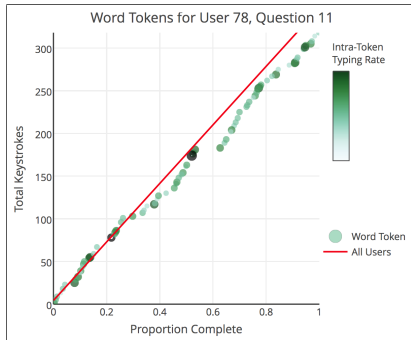 Word Tokens for User 78, Question 11
Total Keystrokes
300
250
200
150
100
50
0
0
0.2
0.4
0.6
0.8
1
Proportion Complete
Intra-Token
Typing Rate
Word Token
All Users